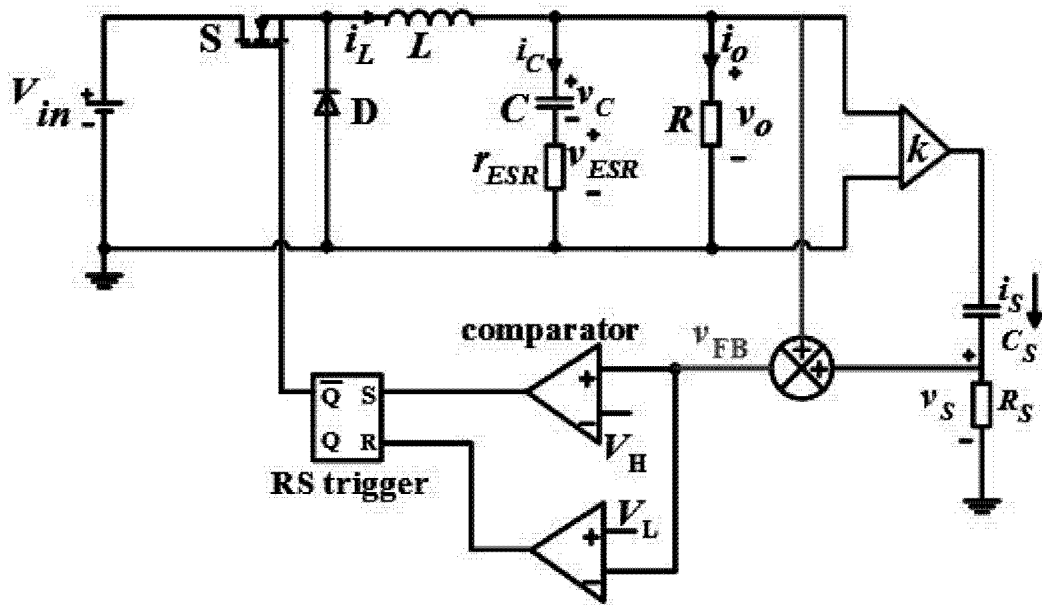 S
i_L
L
V_in
+
-
D
i_C
C
+
v_C
-
r_ESR
+
v_ESR
-
i_o
R
+
v_o
-
k
i_S
C_S
+
v_S
-
R_S
comparator
v_FB
+
+
+
-
V_H
Q̅ S
Q R
RS trigger
V_L
+
-